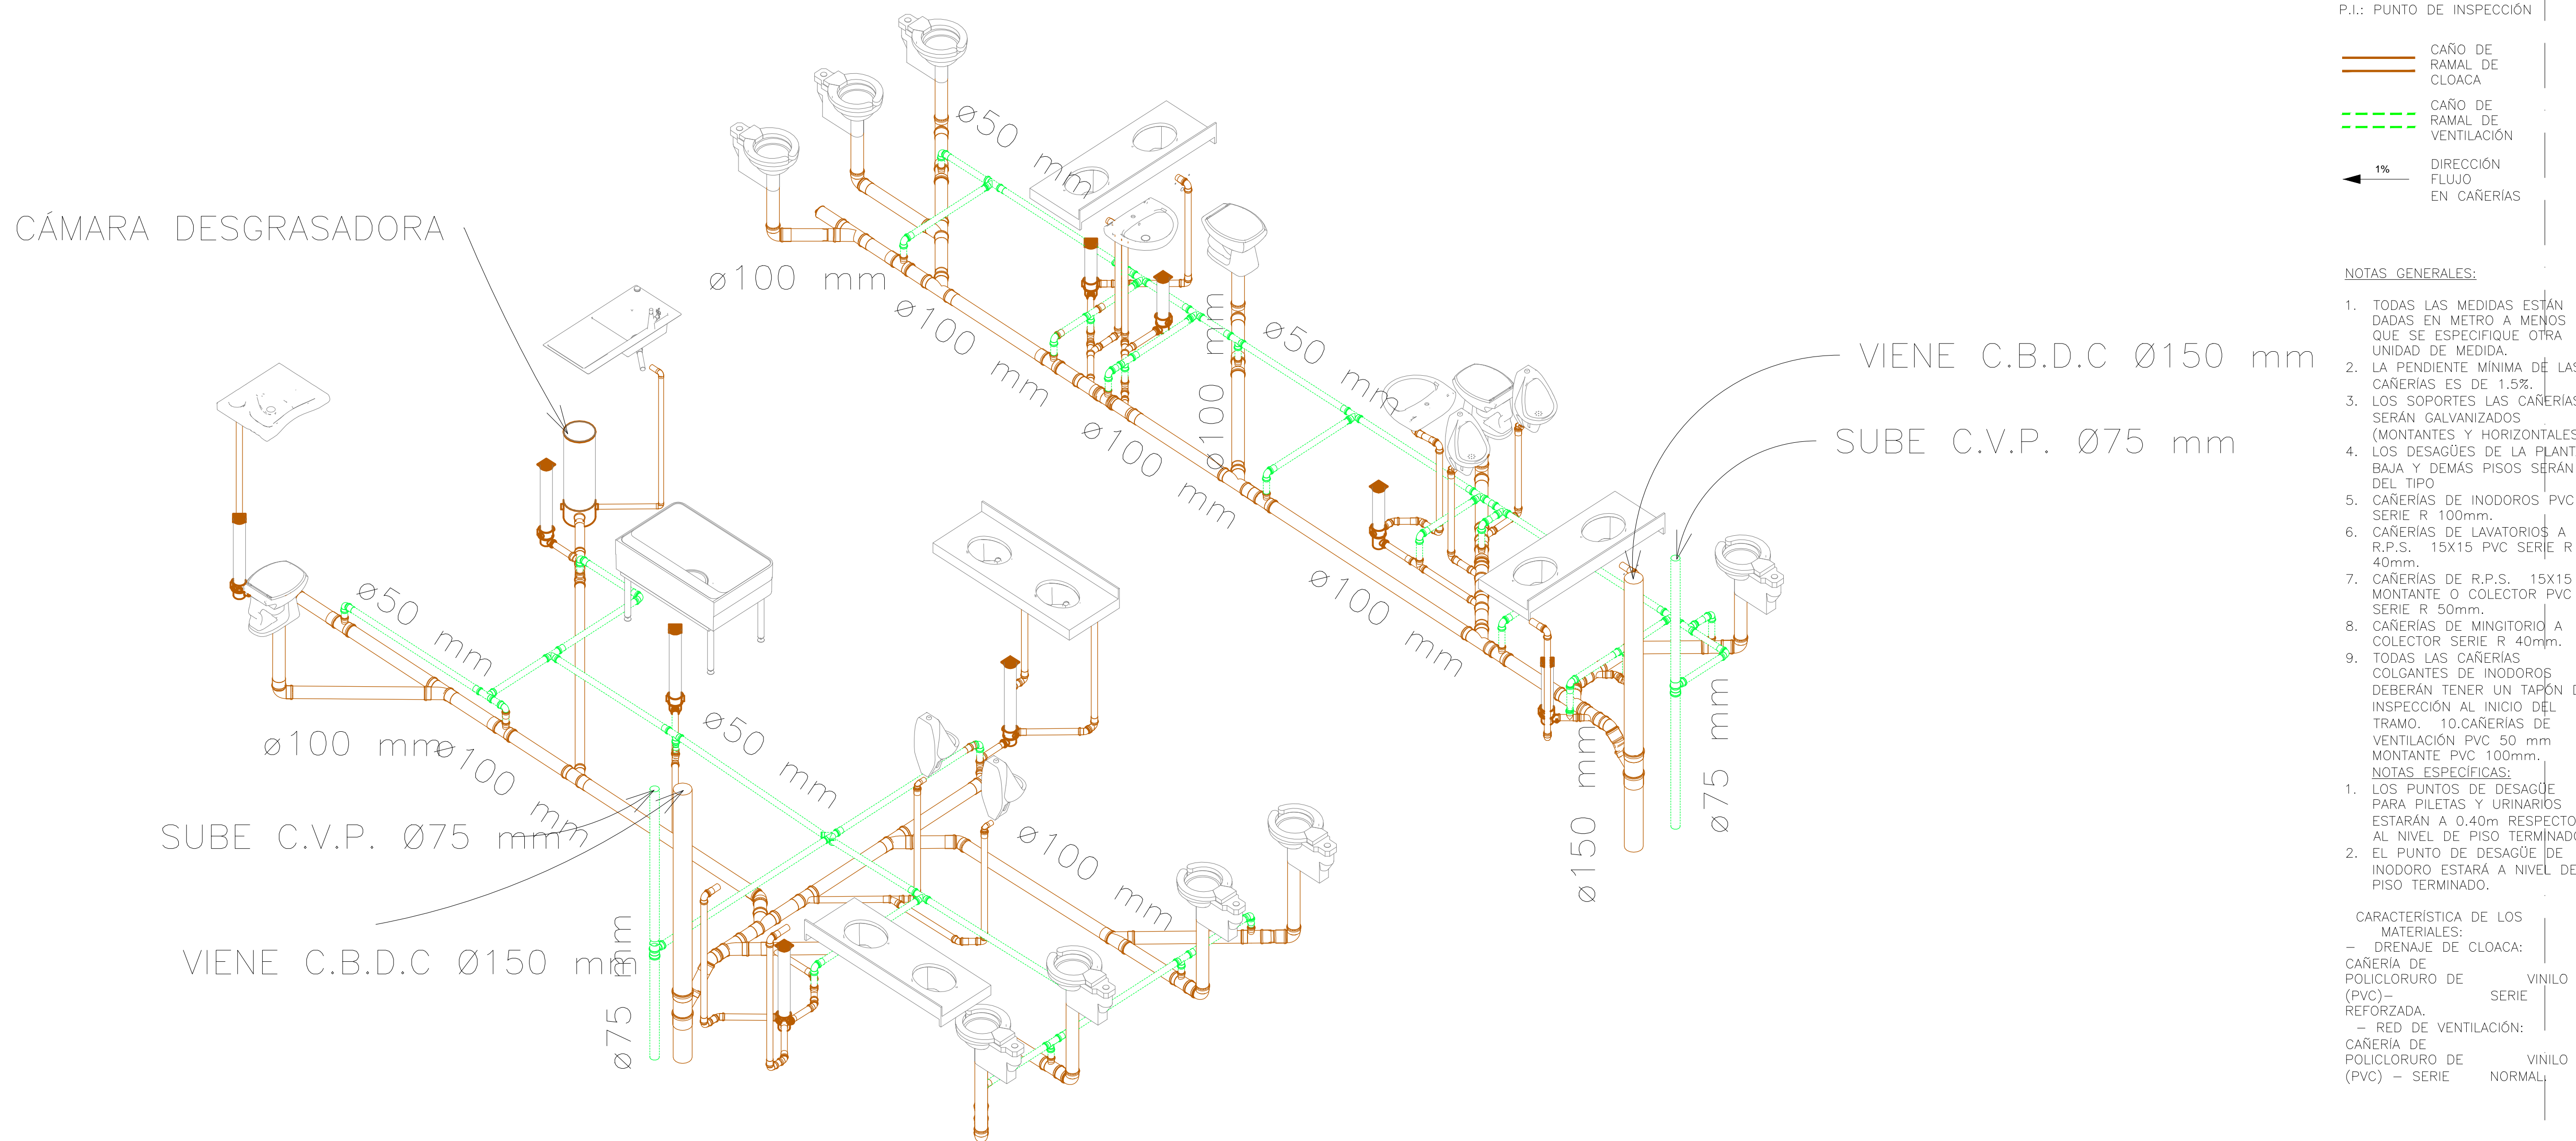 P.I.: PUNTO DE INSPECCIÓN
CAÑO DE
RAMAL DE
CLOACA
CAÑO DE
RAMAL DE
VENTILACIÓN
1%
DIRECCIÓN
FLUJO
EN CAÑERÍAS
CÁMARA DESGRASADORA
ø50 mm
ø100 mm
ø100 mm
ø100 mm
ø100 mm
ø50 mm
ø100 mm
VIENE C.B.D.C Ø150 mm
SUBE C.V.P. Ø75 mm
ø150 mm
ø75 mm
ø50 mm
ø100 mm
ø100 mm
ø50 mm
ø100 mm
SUBE C.V.P. Ø75 mm
VIENE C.B.D.C Ø150 mm
ø75 mm
NOTAS GENERALES:
1. TODAS LAS MEDIDAS ESTÁN
DADAS EN METRO A MENOS
QUE SE ESPECIFIQUE OTRA
UNIDAD DE MEDIDA.
2. LA PENDIENTE MÍNIMA DE LAS
CAÑERÍAS ES DE 1.5%.
3. LOS SOPORTES LAS CAÑERÍAS
SERÁN GALVANIZADOS
(MONTANTES Y HORIZONTALES
4. LOS DESAGÜES DE LA PLANT
BAJA Y DEMÁS PISOS SERÁN
DEL TIPO
5. CAÑERÍAS DE INODOROS PVC
SERIE R 100mm.
6. CAÑERÍAS DE LAVATORIOS A
R.P.S. 15X15 PVC SERIE R
40mm.
7. CAÑERÍAS DE R.P.S. 15X15
MONTANTE O COLECTOR PVC
SERIE R 50mm.
8. CAÑERÍAS DE MINGITORIO A
COLECTOR SERIE R 40mm.
9. TODAS LAS CAÑERÍAS
COLGANTES DE INODOROS
DEBERÁN TENER UN TAPÓN D
INSPECCIÓN AL INICIO DEL
TRAMO. 10.CAÑERÍAS DE
VENTILACIÓN PVC 50 mm
MONTANTE PVC 100mm.
NOTAS ESPECÍFICAS:
1. LOS PUNTOS DE DESAGÜE
PARA PILETAS Y URINARIOS
ESTARÁN A 0.40m RESPECTO
AL NIVEL DE PISO TERMINADO
2. EL PUNTO DE DESAGÜE DE
INODORO ESTARÁ A NIVEL DE
PISO TERMINADO.
CARACTERÍSTICA DE LOS
MATERIALES:
– DRENAJE DE CLOACA:
CAÑERÍA DE
POLICLORURO DE VINILO
(PVC)– SERIE
REFORZADA.
– RED DE VENTILACIÓN:
CAÑERÍA DE
POLICLORURO DE VINILO
(PVC) – SERIE NORMAL.